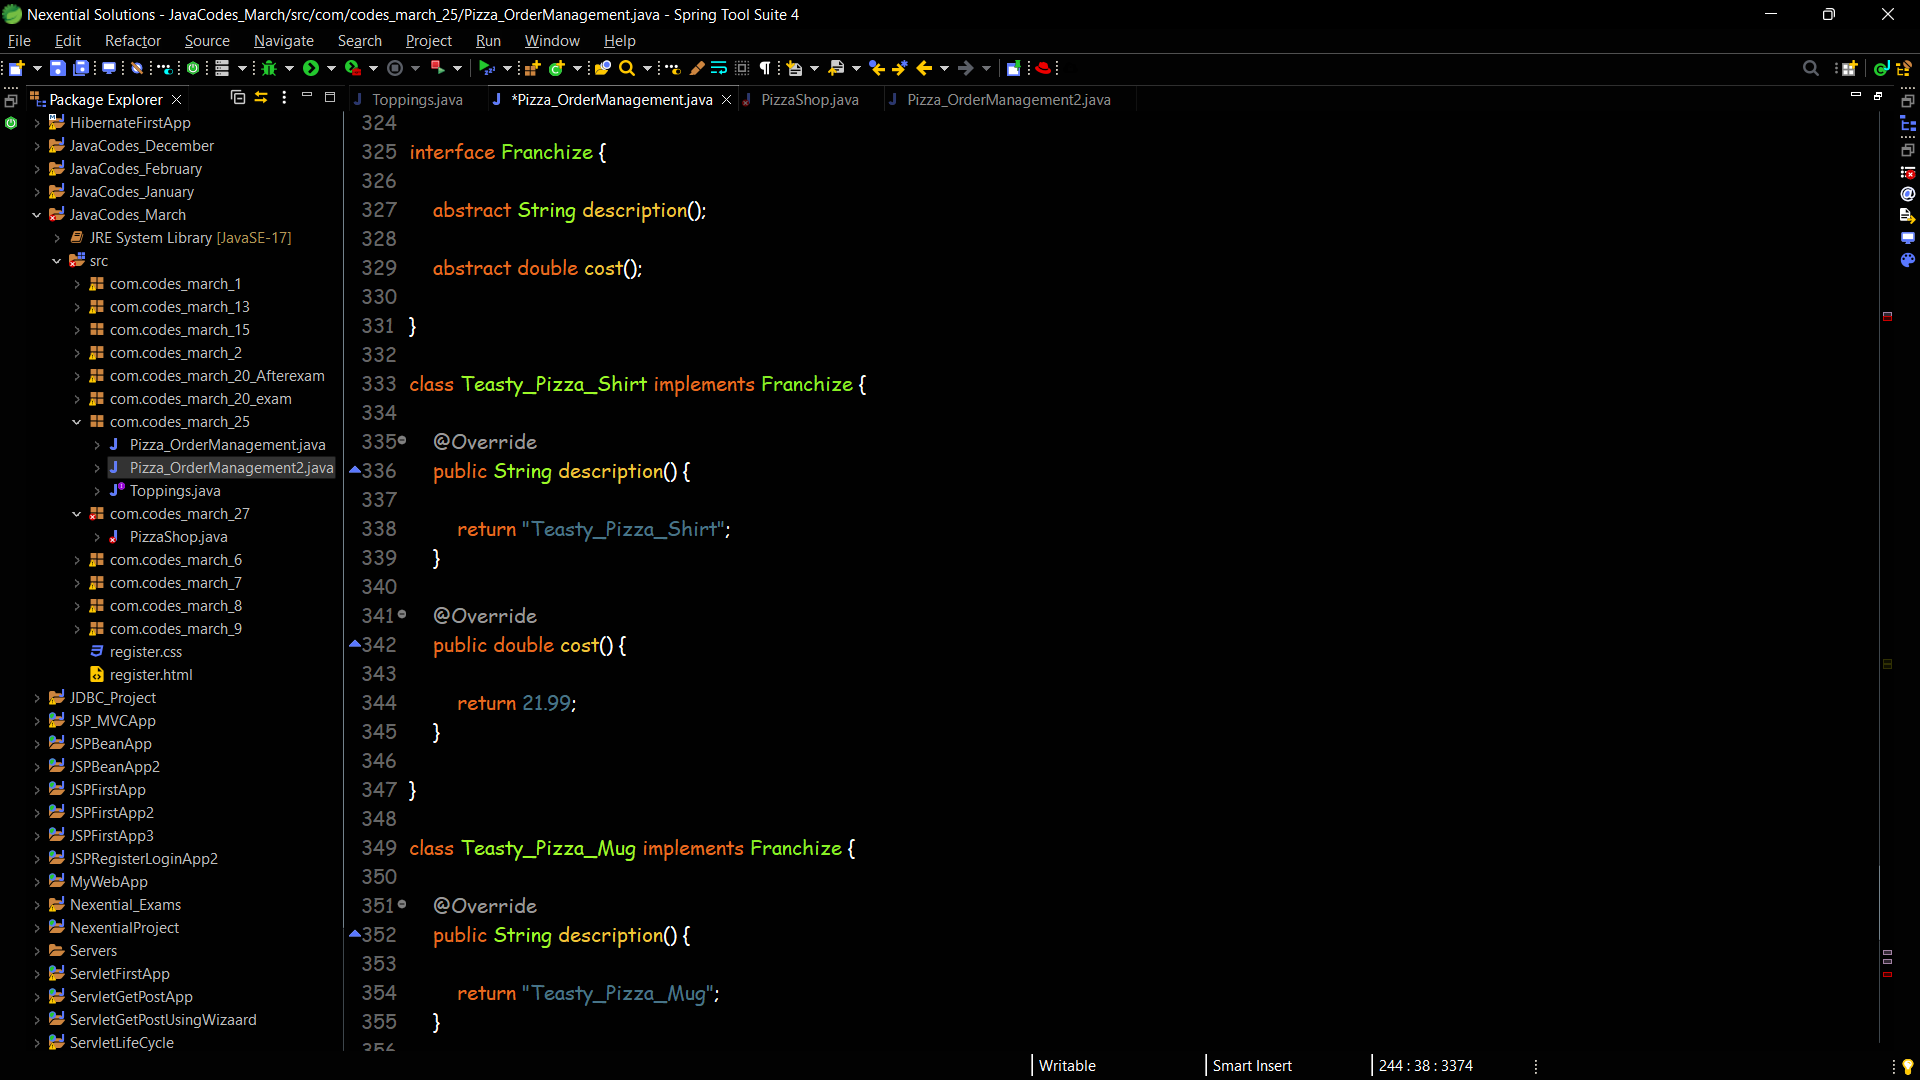 Nexential Solutions - JavaCodes_March/src/com/codes_march_25/Pizza_OrderManagement.java - Spring Tool Suite 4
File Edit Refactor Source Navigate Search Project Run Window Help
Package Explorer
HibernateFirstApp
JavaCodes_December
JavaCodes_February
JavaCodes_January
JavaCodes_March
JRE System Library [JavaSE-17]
src
com.codes_march_1
com.codes_march_13
com.codes_march_15
com.codes_march_2
com.codes_march_20_Afterexam
com.codes_march_20_exam
com.codes_march_25
Pizza_OrderManagement.java
Pizza_OrderManagement2.java
Toppings.java
com.codes_march_27
PizzaShop.java
com.codes_march_6
com.codes_march_7
com.codes_march_8
com.codes_march_9
register.css
register.html
JDBC_Project
JSP_MVCApp
JSPBeanApp
JSPBeanApp2
JSPFirstApp
JSPFirstApp2
JSPFirstApp3
JSPRegisterLoginApp2
MyWebApp
Nexential_Exams
NexentialProject
Servers
ServletFirstApp
ServletGetPostApp
ServletGetPostUsingWizaard
ServletLifeCycle
Toppings.java *Pizza_OrderManagement.java PizzaShop.java Pizza_OrderManagement2.java
324
325 interface Franchize {
326
327 abstract String description();
328
329 abstract double cost();
330
331 }
332
333 class Teasty_Pizza_Shirt implements Franchize {
334
335 @Override
336 public String description() {
337
338 return "Teasty_Pizza_Shirt";
339 }
340
341 @Override
342 public double cost() {
343
344 return 21.99;
345 }
346
347 }
348
349 class Teasty_Pizza_Mug implements Franchize {
350
351 @Override
352 public String description() {
353
354 return "Teasty_Pizza_Mug";
355 }
356
Writable Smart Insert 244 : 38 : 3374